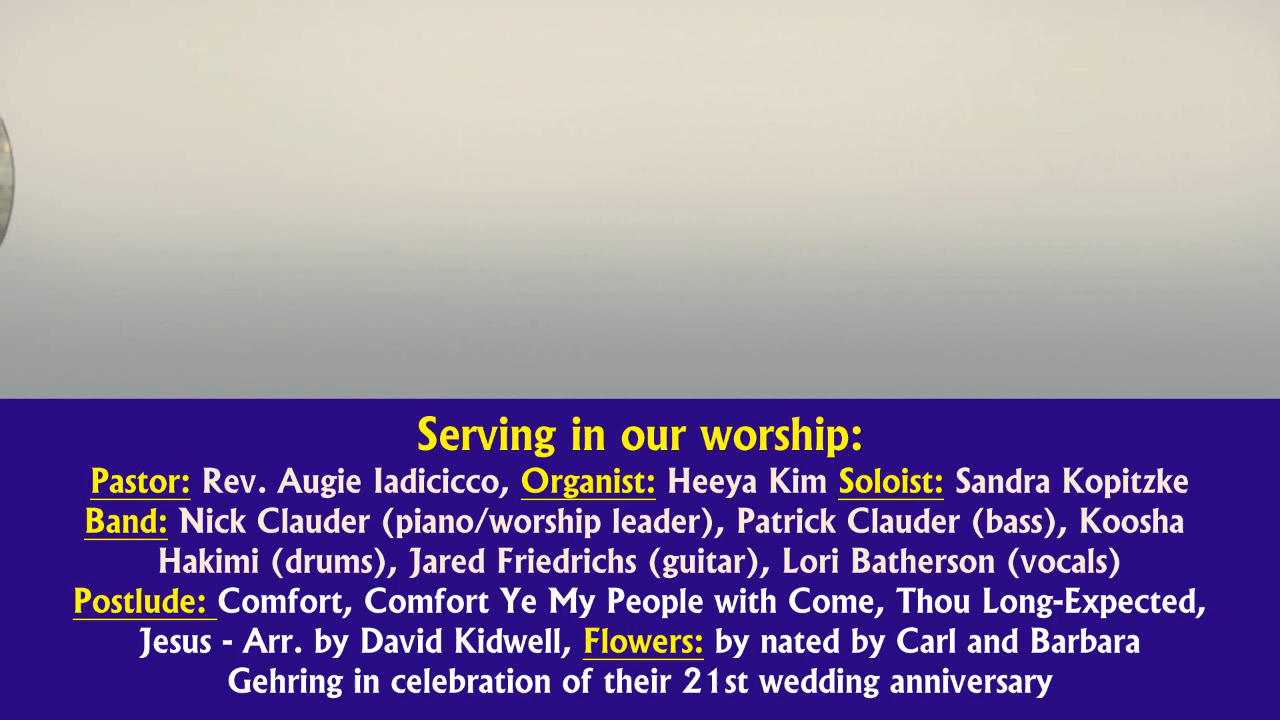 Serving in our worship:
Pastor: Rev. Augie Iadicicco, Organist: Heeya Kim Soloist: Sandra Kopitzke
Band: Nick Clauder (piano/worship leader), Patrick Clauder (bass), Koosha
Hakimi (drums), Jared Friedrichs (guitar), Lori Batherson (vocals)
Postlude: Comfort, Comfort Ye My People with Come, Thou Long-Expected,
Jesus - Arr. by David Kidwell, Flowers: by nated by Carl and Barbara
Gehring in celebration of their 21st wedding anniversary